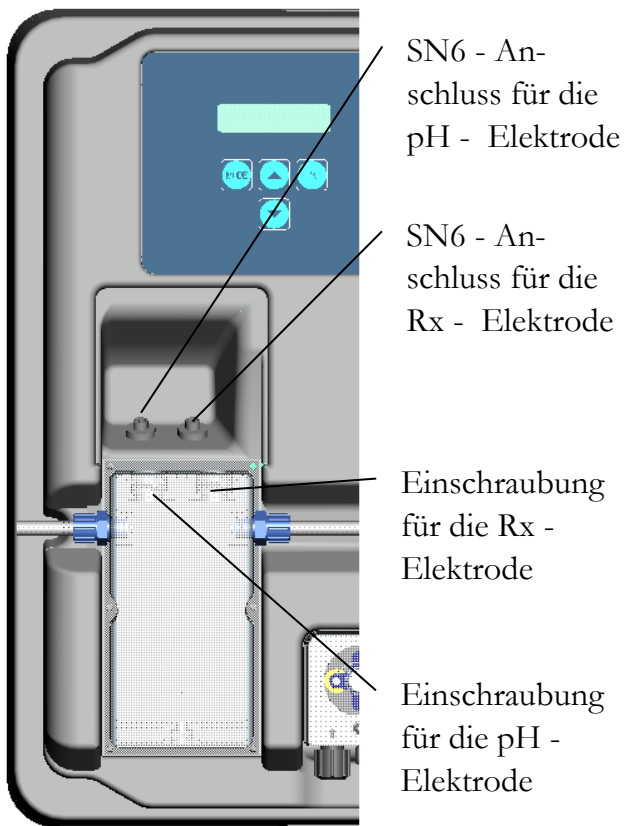 SN6 - An-
schluss für die
pH -  Elektrode
MODE
SN6 - An-
schluss für die
Rx -  Elektrode
Einschraubung
für die Rx -
Elektrode
Einschraubung
für die pH -
Elektrode